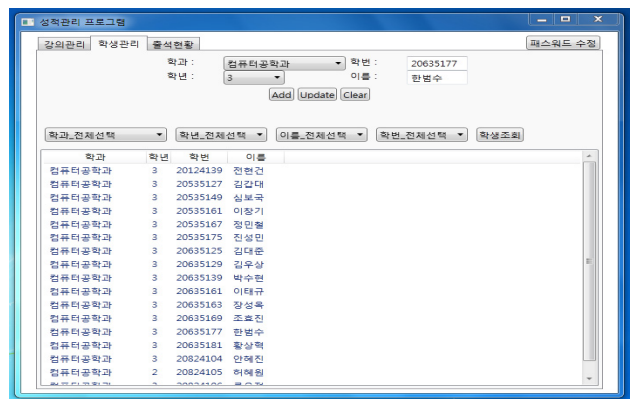 성적관리 프로그램
강의관리 학생관리 출석현황 패스워드 수정
학과 : 컴퓨터공학과 학번 : 20635177
학년 : 3 이름 : 한범수
Add Update Clear
학과_전체선택 학년_전체선택 이름_전체선택 학번_전체선택 학생조회
학과 학년 학번 이름
컴퓨터공학과 3 20124139 전현건
컴퓨터공학과 3 20535127 김갑대
컴퓨터공학과 3 20535149 심보국
컴퓨터공학과 3 20535161 이창기
컴퓨터공학과 3 20535167 정민철
컴퓨터공학과 3 20535175 진성민
컴퓨터공학과 3 20635125 김대준
컴퓨터공학과 3 20635129 김우상
컴퓨터공학과 3 20635139 박수현
컴퓨터공학과 3 20635161 이태규
컴퓨터공학과 3 20635163 장성욱
컴퓨터공학과 3 20635169 조효진
컴퓨터공학과 3 20635177 한범수
컴퓨터공학과 3 20635181 황상혁
컴퓨터공학과 3 20824104 안혜진
컴퓨터공학과 2 20824105 허혜원
컴퓨터공학과 3 20824106